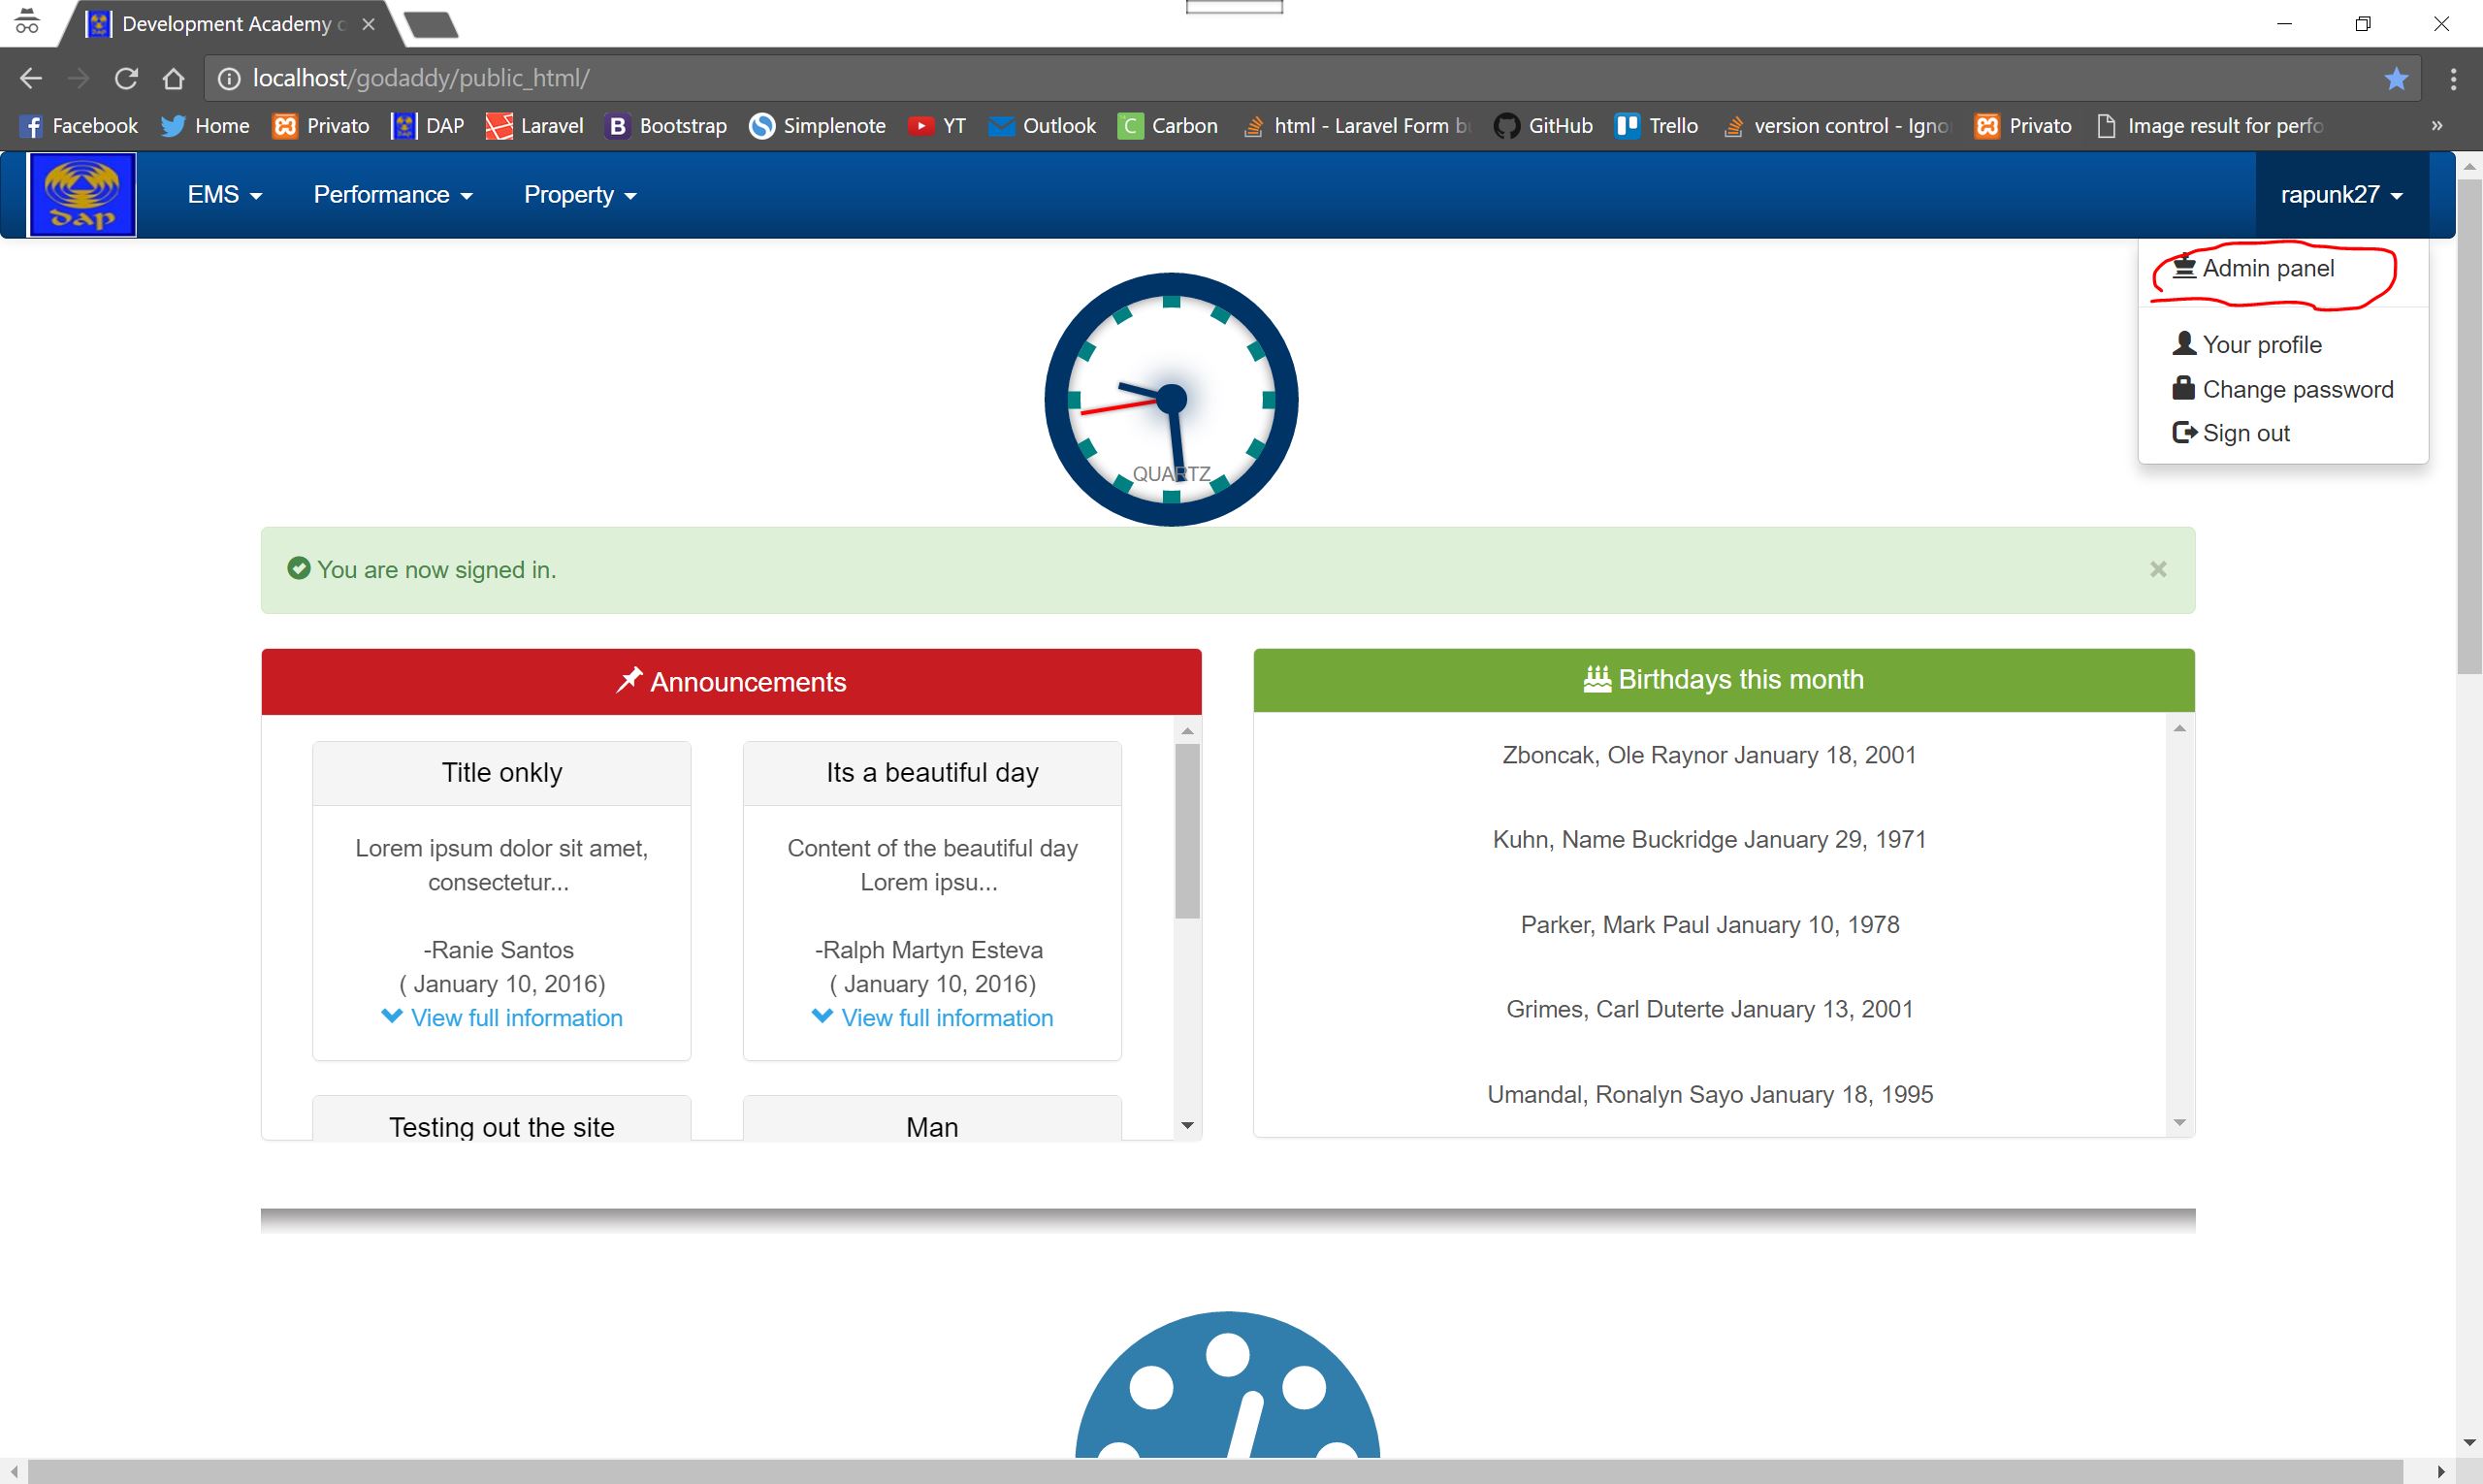 Development Academy
localhost/godaddy/public_html/
Facebook Home Privato DAP Laravel Bootstrap Simplenote YT Outlook Carbon html - Laravel Form GitHub Trello version control - Privato Image result for
dap EMS Performance Property rapunk27
Admin panel
Your profile
Change password
Sign out
QUARTZ
You are now signed in.
Announcements
Title onkly
Lorem ipsum dolor sit amet,
consectetur...
-Ranie Santos
( January 10, 2016)
View full information
Its a beautiful day
Content of the beautiful day
Lorem ipsu...
-Ralph Martyn Esteva
( January 10, 2016)
View full information
Testing out the site
Man
Birthdays this month
Zboncak, Ole Raynor January 18, 2001
Kuhn, Name Buckridge January 29, 1971
Parker, Mark Paul January 10, 1978
Grimes, Carl Duterte January 13, 2001
Umandal, Ronalyn Sayo January 18, 1995